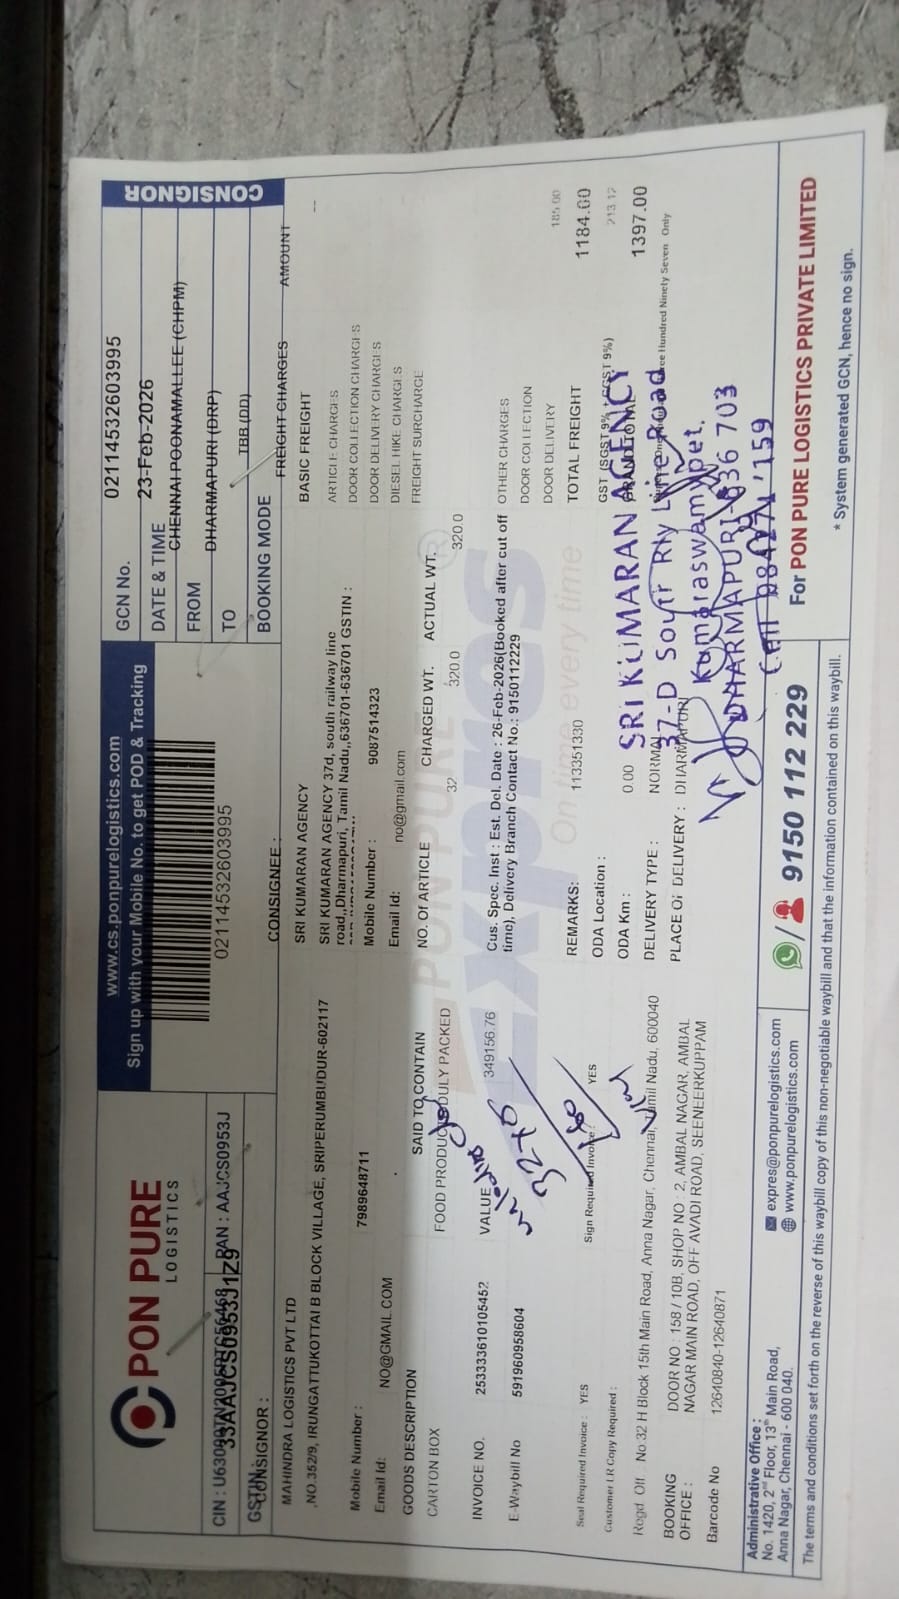 PON PURE
LOGISTICS
PAN : AAJCS0953J
33AAJCS0953J1Z9
www.cs.ponpurelogistics.com
Sign up with your Mobile No. to get POD & Tracking
0211453260​3995
CONSIGNOR
GCN No. 02114532603995
DATE & TIME 23-Feb-2026
FROM CHENNAI-POONAMALLEE (CHPM)
TO DHARMAPURI (DRP)
BOOKING MODE TBB (DD)
CONSIGNOR :
MAHINDRA LOGISTICS PVT LTD
,NO.352/9, IRUNGATTUKOTTAI B BLOCK VILLAGE, SRIPERUMBUDUR-602117
Mobile Number : 7989648711
Email Id: NO@GMAIL.COM
CONSIGNEE :
SRI KUMARAN AGENCY
SRI KUMARAN AGENCY 37d, south railway line
road,,Dharmapuri, Tamil Nadu,,636701-636701 GSTIN :
Mobile Number : 9087514323
Email Id: no@gmail.com
FREIGHT CHARGES AMOUNT
BASIC FREIGHT --
ARTICLE CHARGES
DOOR COLLECTION CHARGES
DOOR DELIVERY CHARGES
DIESEL HIKE CHARGES
FREIGHT SURCHARGE
OTHER CHARGES
DOOR COLLECTION
DOOR DELIVERY 185.00
TOTAL FREIGHT 1184.00
GST (SGST 9% + CGST 9%) 213.12
GRAND TOTAL 1397.00
Hundred Ninety Seven Only
GOODS DESCRIPTION SAID TO CONTAIN NO. Of ARTICLE CHARGED WT. ACTUAL WT.
CARTON BOX FOOD PRODUCTS DULY PACKED 32 320.0 320.0
INVOICE NO. 25333361010545​2 VALUE 349156.76
E-Waybill No 591960958604
Cus. Spec. Inst : Est. Del. Date : 26-Feb-2026(Booked after cut off
time), Delivery Branch Contact No.: 9150112229
PON PURE
Expres®
On time every time
Seal Required Invoice : YES Sign Required Invoice : YES
Customer LR Copy Required :
Regd Off No 32 H Block 15th Main Road, Anna Nagar, Chennai, Tamil Nadu, 600040
BOOKING OFFICE : DOOR NO : 158 / 10B, SHOP NO : 2, AMBAL NAGAR, AMBAL
NAGAR MAIN ROAD, OFF AVADI ROAD, SEENEERKUPPAM
Barcode No 12640840-12640871
REMARKS: 113351330
ODA Location :
ODA Km : 0.00
DELIVERY TYPE : NORMAL
PLACE Of DELIVERY : DHARMAPURI
SRI KUMARAN AGENCY
37-D South Rly Line Road
Kumaraswamipet,
DHARMAPURI-636 703
For PON PURE LOGISTICS PRIVATE LIMITED
* System generated GCN, hence no sign.
Administrative Office :
No. 1420, 2nd Floor, 13th Main Road,
Anna Nagar, Chennai - 600 040.
expres@ponpurelogistics.com
www.ponpurelogistics.com
9150 112 229
The terms and conditions set forth on the reverse of this waybill copy of this non-negotiable waybill and that the information contained on this waybill.